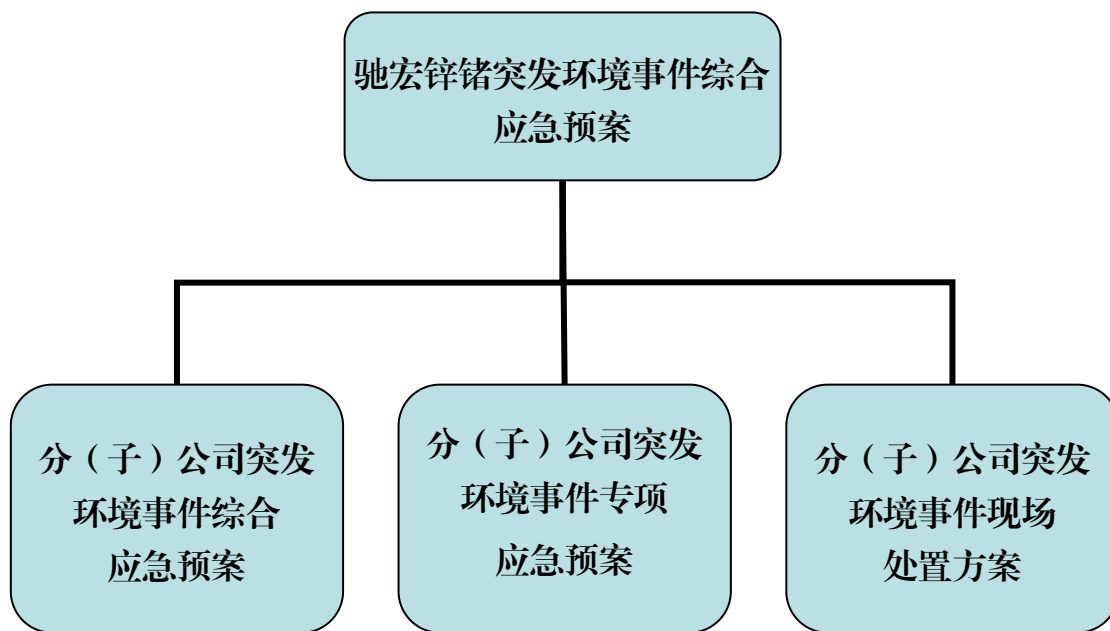 驰宏锌锗突发环境事件综合
应急预案
分（子）公司突发
环境事件综合
应急预案
分（子）公司突发
环境事件专项
应急预案
分（子）公司突发
环境事件现场
处置方案